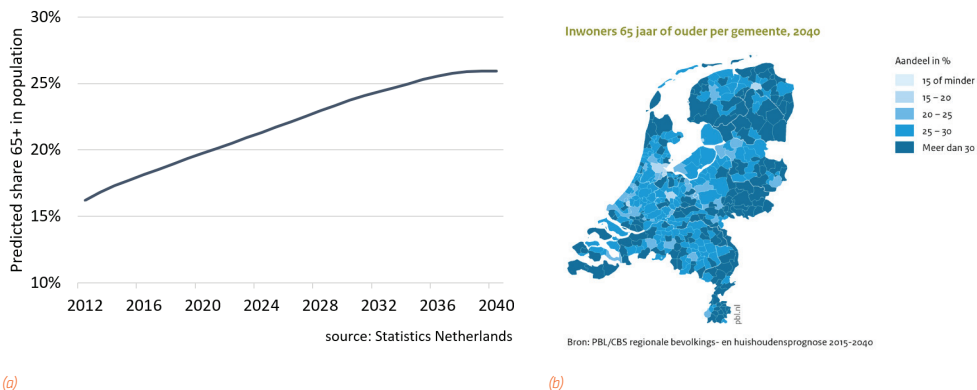 30%
25%
20%
15%
10%
Predicted share 65+ in population
2012 2016 2020 2024 2028 2032 2036 2040
source: Statistics Netherlands
(a)
Inwoners 65 jaar of ouder per gemeente, 2040
Aandeel in %
15 of minder
15 – 20
20 – 25
25 – 30
Meer dan 30
pbl.nl
Bron: PBL/CBS regionale bevolkings- en huishoudensprognose 2015-2040
(b)